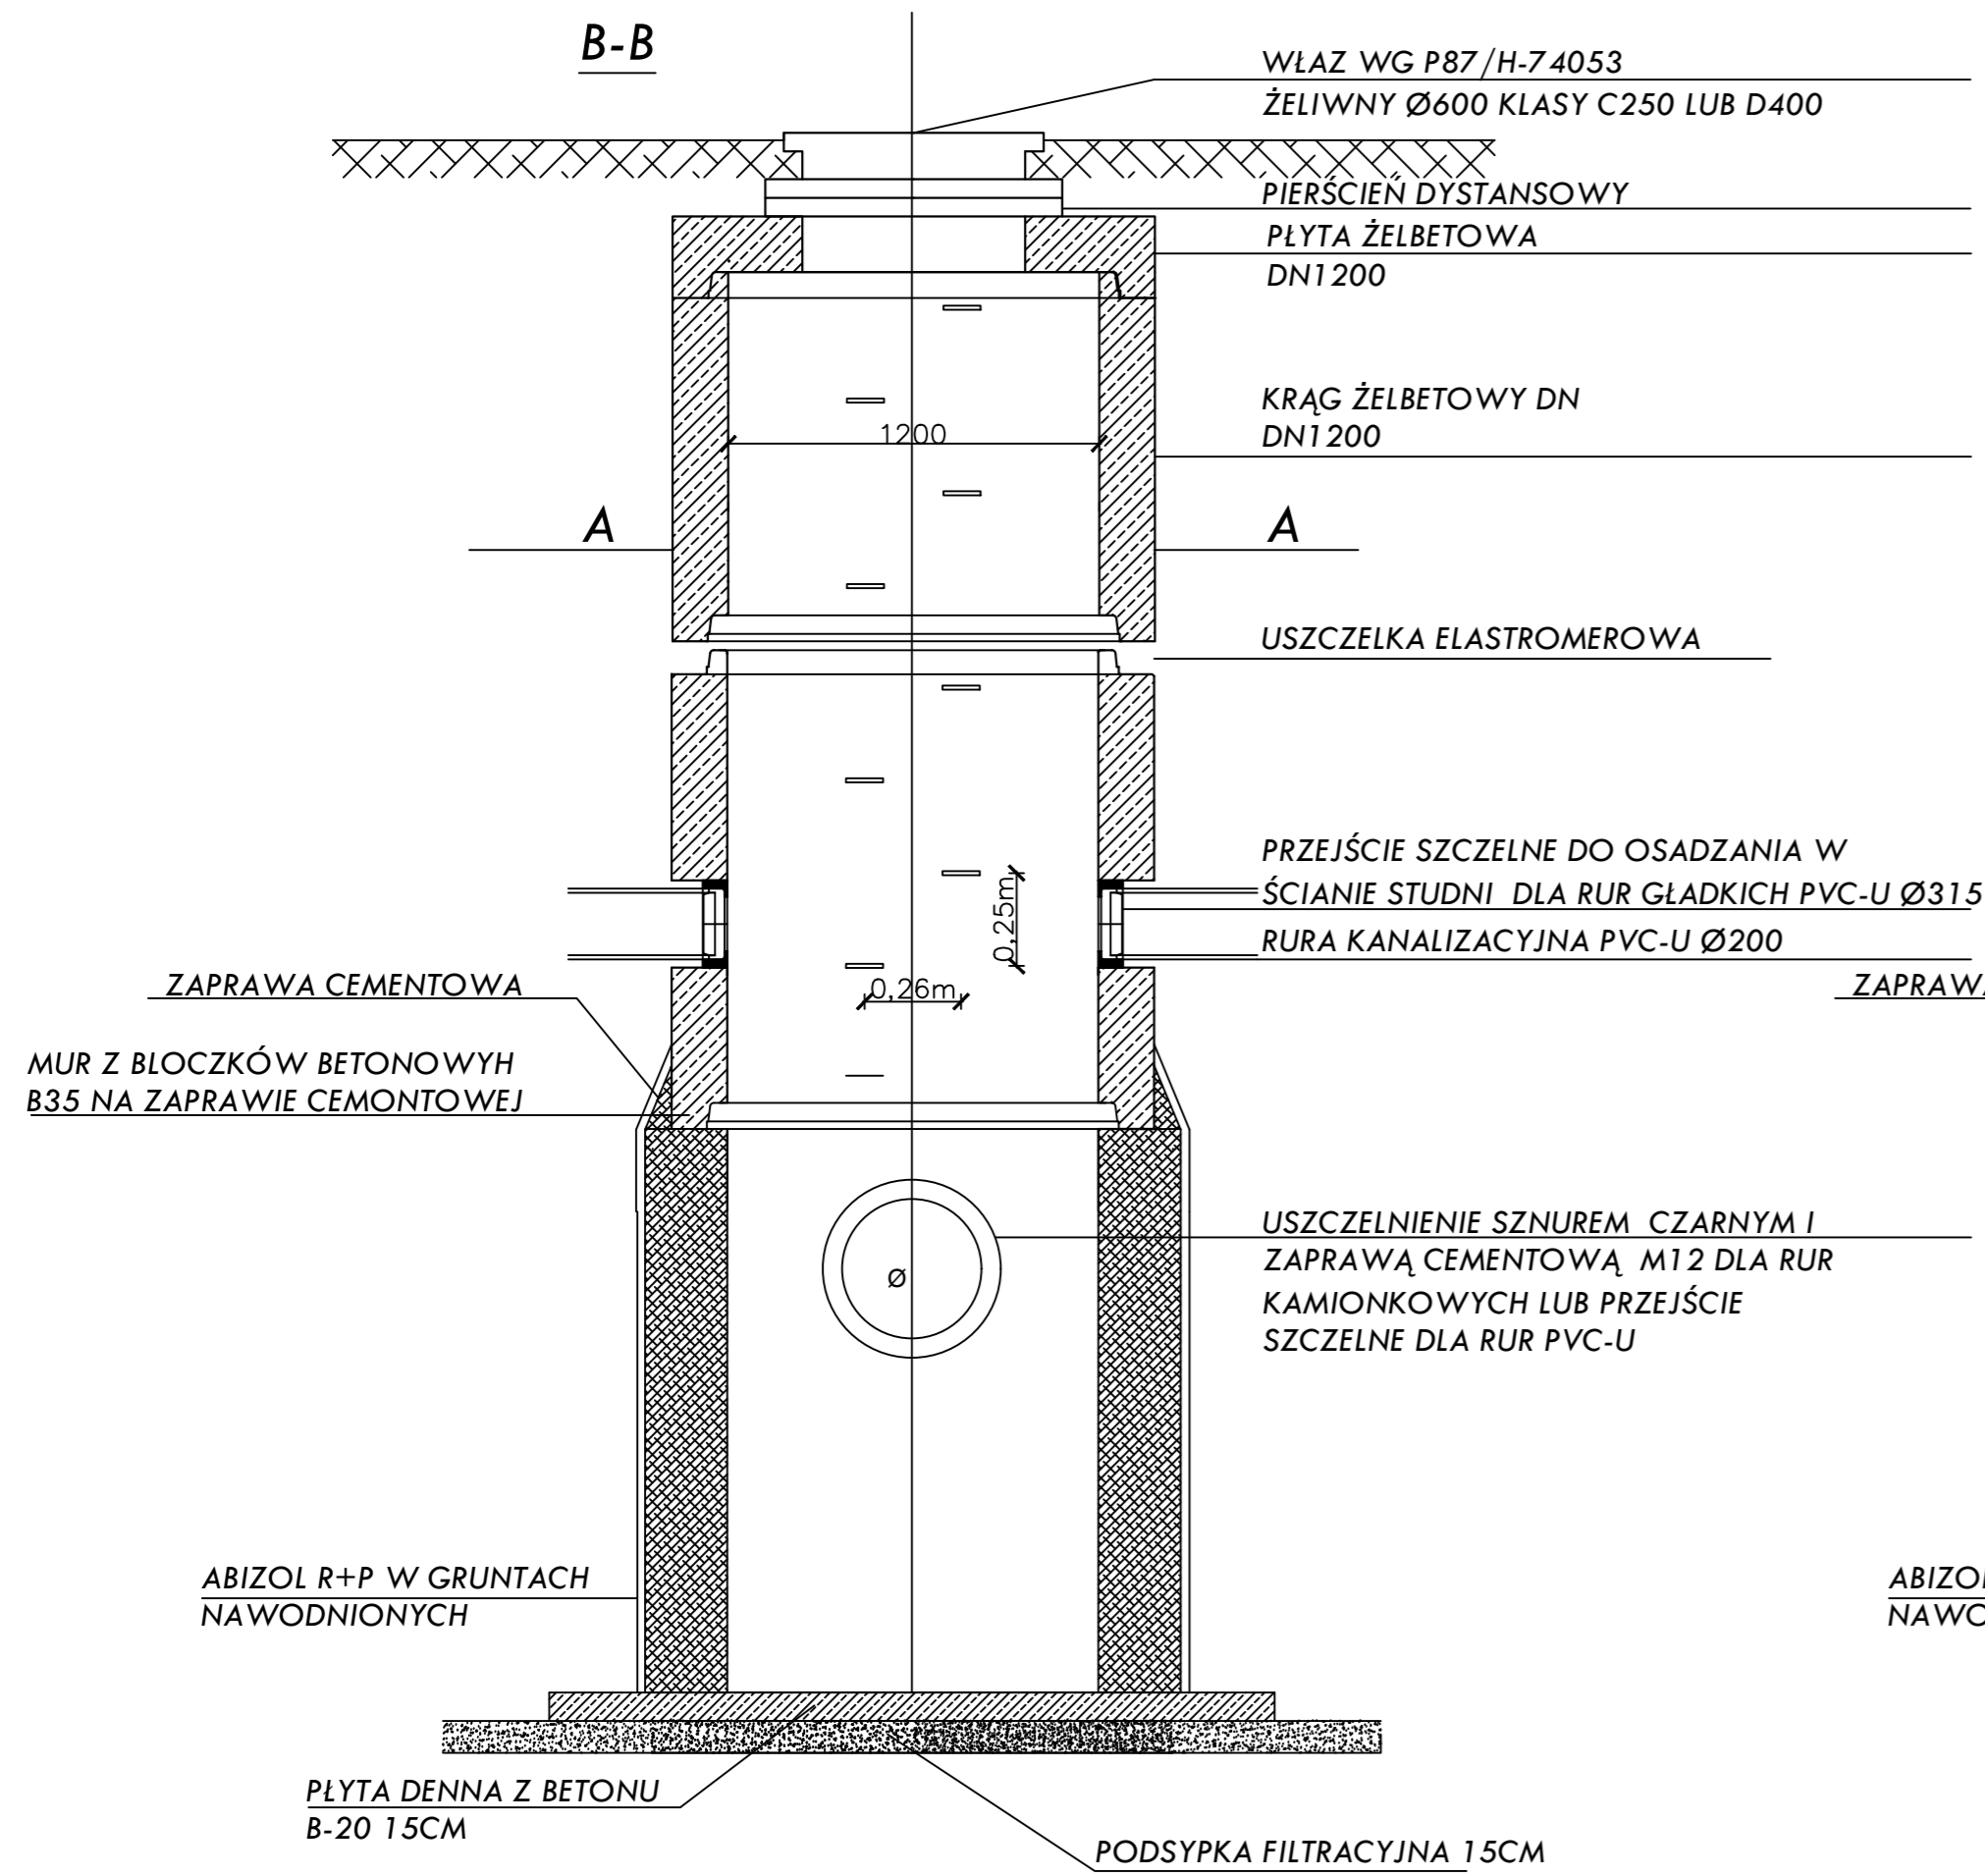 B-B
WŁAZ WG P87/H-74053
ŻELIWNY Ø600 KLASY C250 LUB D400
PIERŚCIEŃ DYSTANSOWY
PŁYTA ŻELBETOWA
DN1200
KRĄG ŻELBETOWY DN
DN1200
1200
A
A
USZCZELKA ELASTROMEROWA
PRZEJŚCIE SZCZELNE DO OSADZANIA W
ŚCIANIE STUDNI DLA RUR GŁADKICH PVC-U Ø315
RURA KANALIZACYJNA PVC-U Ø200
0,25m
0,26m
ZAPRAWA CEMENTOWA
ZAPRAWA
MUR Z BLOCZKÓW BETONOWYH
B35 NA ZAPRAWIE CEMONTOWEJ
USZCZELNIENIE SZNUREM CZARNYM I
ZAPRAWĄ CEMENTOWĄ M12 DLA RUR
KAMIONKOWYCH LUB PRZEJŚCIE
SZCZELNE DLA RUR PVC-U
Ø
ABIZOL R+P W GRUNTACH
NAWODNIONYCH
PŁYTA DENNA Z BETONU
B-20 15CM
PODSYPKA FILTRACYJNA 15CM